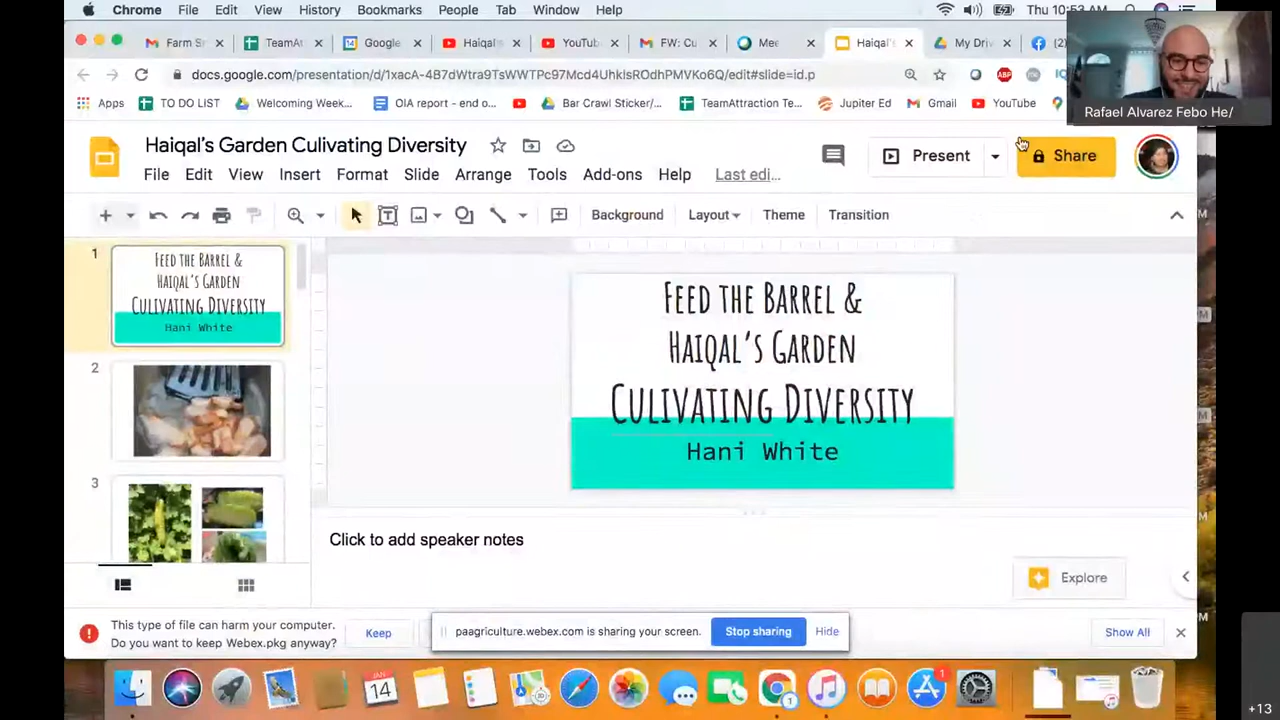 Chrome File Edit View History Bookmarks People Tab Window Help Thu 10:53 AM
Farm S
TeamAt
Google
Haiqal'
YouTub
FW: Cu
Mee
Haiqal'
My Driv
docs.google.com/presentation/d/1xacA-4B7dWtra9TsWWTPc97Mcd4UhkIsROdhPMVKo6Q/edit#slide=id.p
ABP
Rafael Alvarez Febo He/
Apps TO DO LIST Welcoming Week... OIA report - end o... Bar Crawl Sticker/... TeamAttraction Te... Jupiter Ed Gmail YouTube
Haiqal's Garden Culivating Diversity
Present
Share
File Edit View Insert Format Slide Arrange Tools Add-ons Help Last edi...
Background Layout Theme Transition
1
Feed the Barrel &
Haiqal's Garden
Culivating Diversity
Hani White
2
3
Feed the Barrel &
Haiqal's Garden
Culivating Diversity
Hani White
Click to add speaker notes
Explore
This type of file can harm your computer.
Do you want to keep Webex.pkg anyway?
Keep
paagriculture.webex.com is sharing your screen.
Stop sharing
Hide
Show All
JAN
14
1
+13